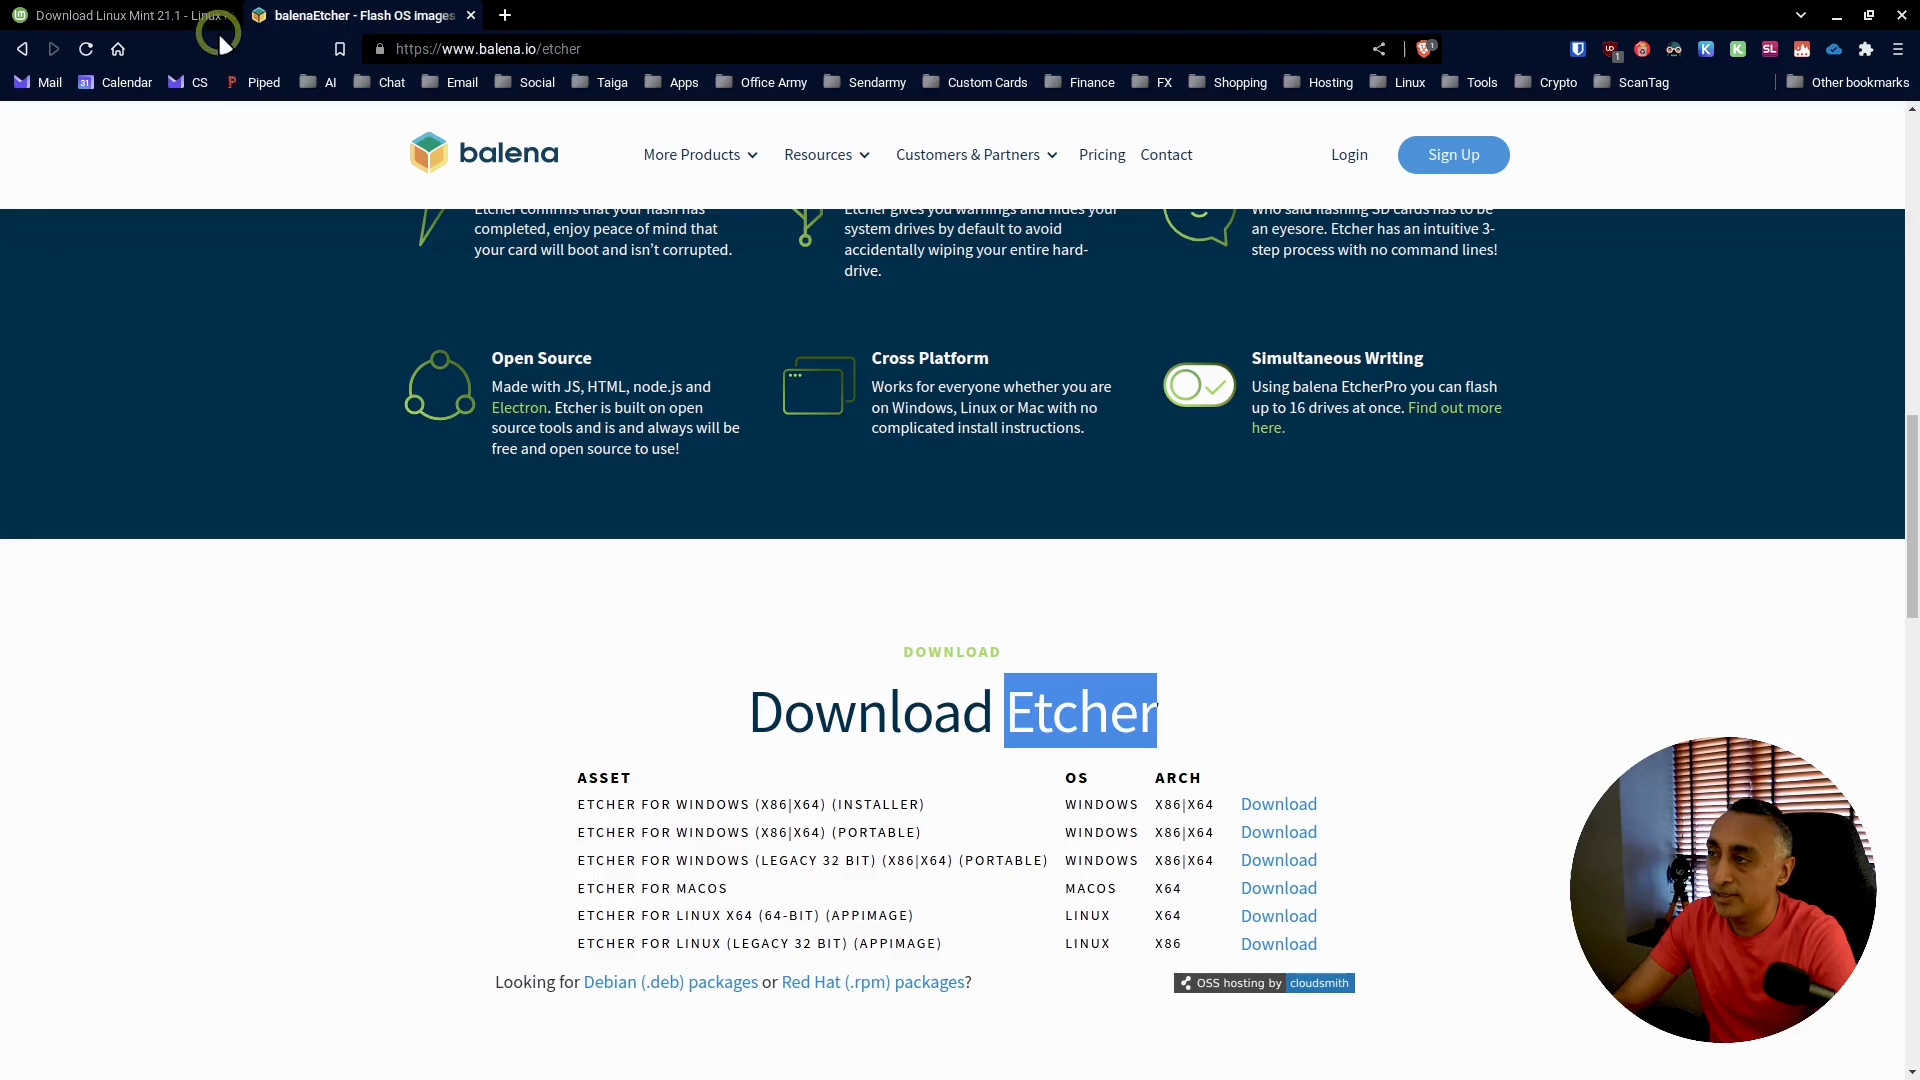 Download Linux Mint 21.1 - Linux
balenaEtcher - Flash OS images
https://www.balena.io/etcher
1
1
Mail
31
Calendar
CS
Piped
AI
Chat
Email
Social
Taiga
Apps
Office Army
Sendarmy
Custom Cards
Finance
FX
Shopping
Hosting
Linux
Tools
Crypto
ScanTag
Other bookmarks
balena
More Products
Resources
Customers & Partners
Pricing
Contact
Login
Sign Up
Etcher confirms that your flash has
completed, enjoy peace of mind that
your card will boot and isn't corrupted.
Etcher gives you warnings and hides your
system drives by default to avoid
accidentally wiping your entire hard-
drive.
Who said flashing SD cards has to be
an eyesore. Etcher has an intuitive 3-
step process with no command lines!
Open Source
Made with JS, HTML, node.js and
Electron. Etcher is built on open
source tools and is and always will be
free and open source to use!
Cross Platform
Works for everyone whether you are
on Windows, Linux or Mac with no
complicated install instructions.
Simultaneous Writing
Using balena EtcherPro you can flash
up to 16 drives at once. Find out more
here.
DOWNLOAD
Download Etcher
ASSET OS ARCH
ETCHER FOR WINDOWS (X86|X64) (INSTALLER) WINDOWS X86|X64 Download
ETCHER FOR WINDOWS (X86|X64) (PORTABLE) WINDOWS X86|X64 Download
ETCHER FOR WINDOWS (LEGACY 32 BIT) (X86|X64) (PORTABLE) WINDOWS X86|X64 Download
ETCHER FOR MACOS MACOS X64 Download
ETCHER FOR LINUX X64 (64-BIT) (APPIMAGE) LINUX X64 Download
ETCHER FOR LINUX (LEGACY 32 BIT) (APPIMAGE) LINUX X86 Download
Looking for Debian (.deb) packages or Red Hat (.rpm) packages?
OSS hosting by cloudsmith